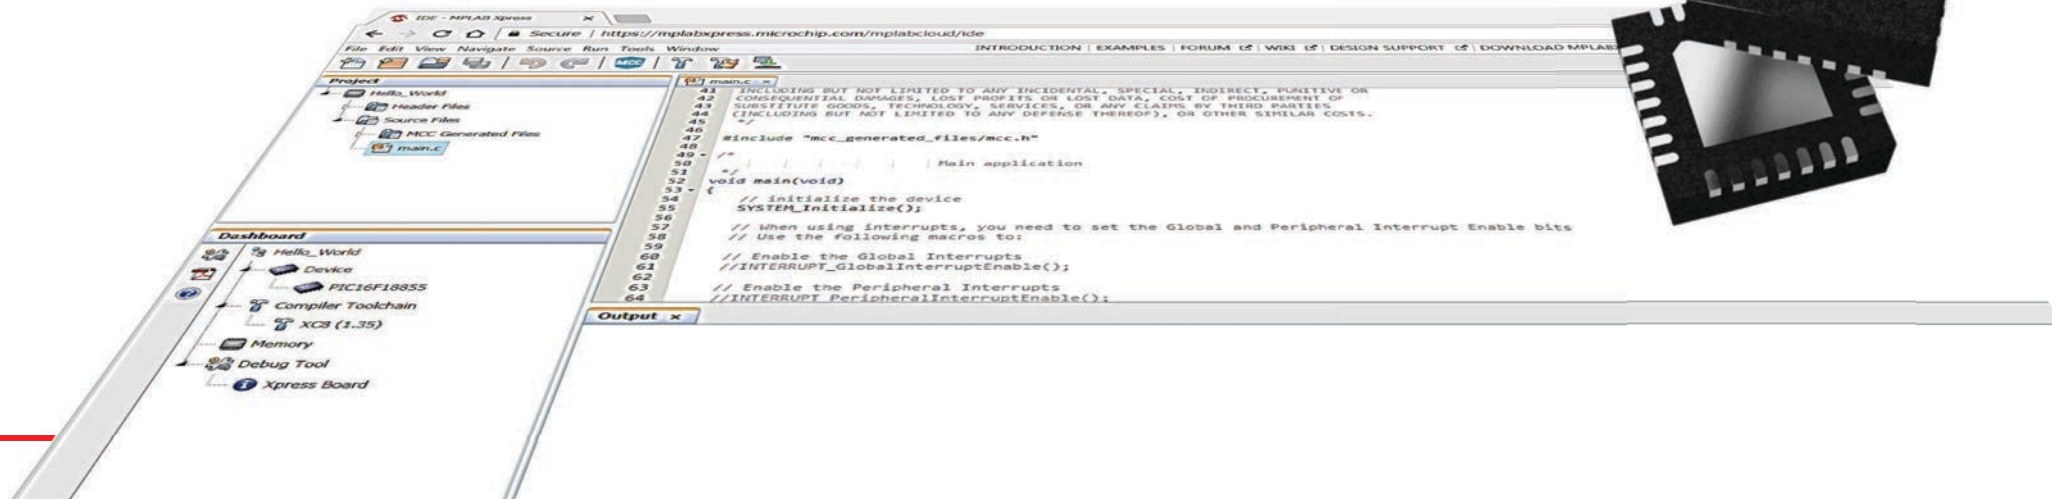 IDE - MPLAB Xpress
Secure | https://mplabxpress.microchip.com/mplabcloud/ide
File Edit View Navigate Source Run Tools Window
INTRODUCTION | EXAMPLES | FORUM | WIKI | DESIGN SUPPORT | DOWNLOAD MPLAB
MCC
Project
Hello_World
Header Files
Source Files
MCC Generated Files
main.c
main.c
41 INCLUDING BUT NOT LIMITED TO ANY INCIDENTAL, SPECIAL, INDIRECT, PUNITIVE OR
42 CONSEQUENTIAL DAMAGES, LOST PROFITS OR LOST DATA, COST OF PROCUREMENT OF
43 SUBSTITUTE GOODS, TECHNOLOGY, SERVICES, OR ANY CLAIMS BY THIRD PARTIES
44 (INCLUDING BUT NOT LIMITED TO ANY DEFENSE THEREOF), OR OTHER SIMILAR COSTS.
45 */
46
47 #include "mcc_generated_files/mcc.h"
48
49 /*
50 Main application
51 */
52 void main(void)
53 {
54 // initialize the device
55 SYSTEM_Initialize();
56
57 // When using interrupts, you need to set the Global and Peripheral Interrupt Enable bits
58 // Use the following macros to:
59
60 // Enable the Global Interrupts
61 //INTERRUPT_GlobalInterruptEnable();
62
63 // Enable the Peripheral Interrupts
64 //INTERRUPT_PeripheralInterruptEnable();
Dashboard
Hello_World
Device
PIC16F18855
Compiler Toolchain
XC8 (1.35)
Memory
Debug Tool
Xpress Board
Output